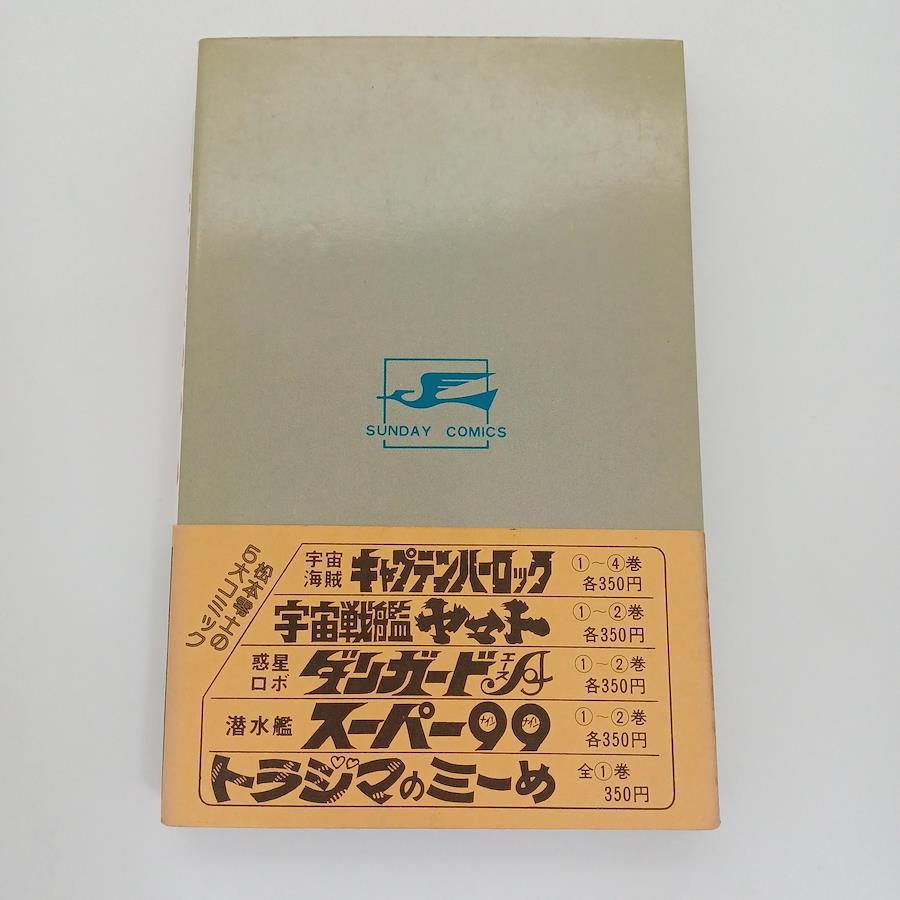 SUNDAY COMICS
松本零士の
5大コミック
宇宙
海賊
キャプテンハーロック
①～④巻
各350円
宇宙戦艦ヤマト
①～②巻
各350円
惑星
ロボ
ダンガードA
エース
①～②巻
各350円
潜水艦
スーパー99
ナイン ナイン
①～②巻
各350円
トラジマのミーめ
全①巻
350円